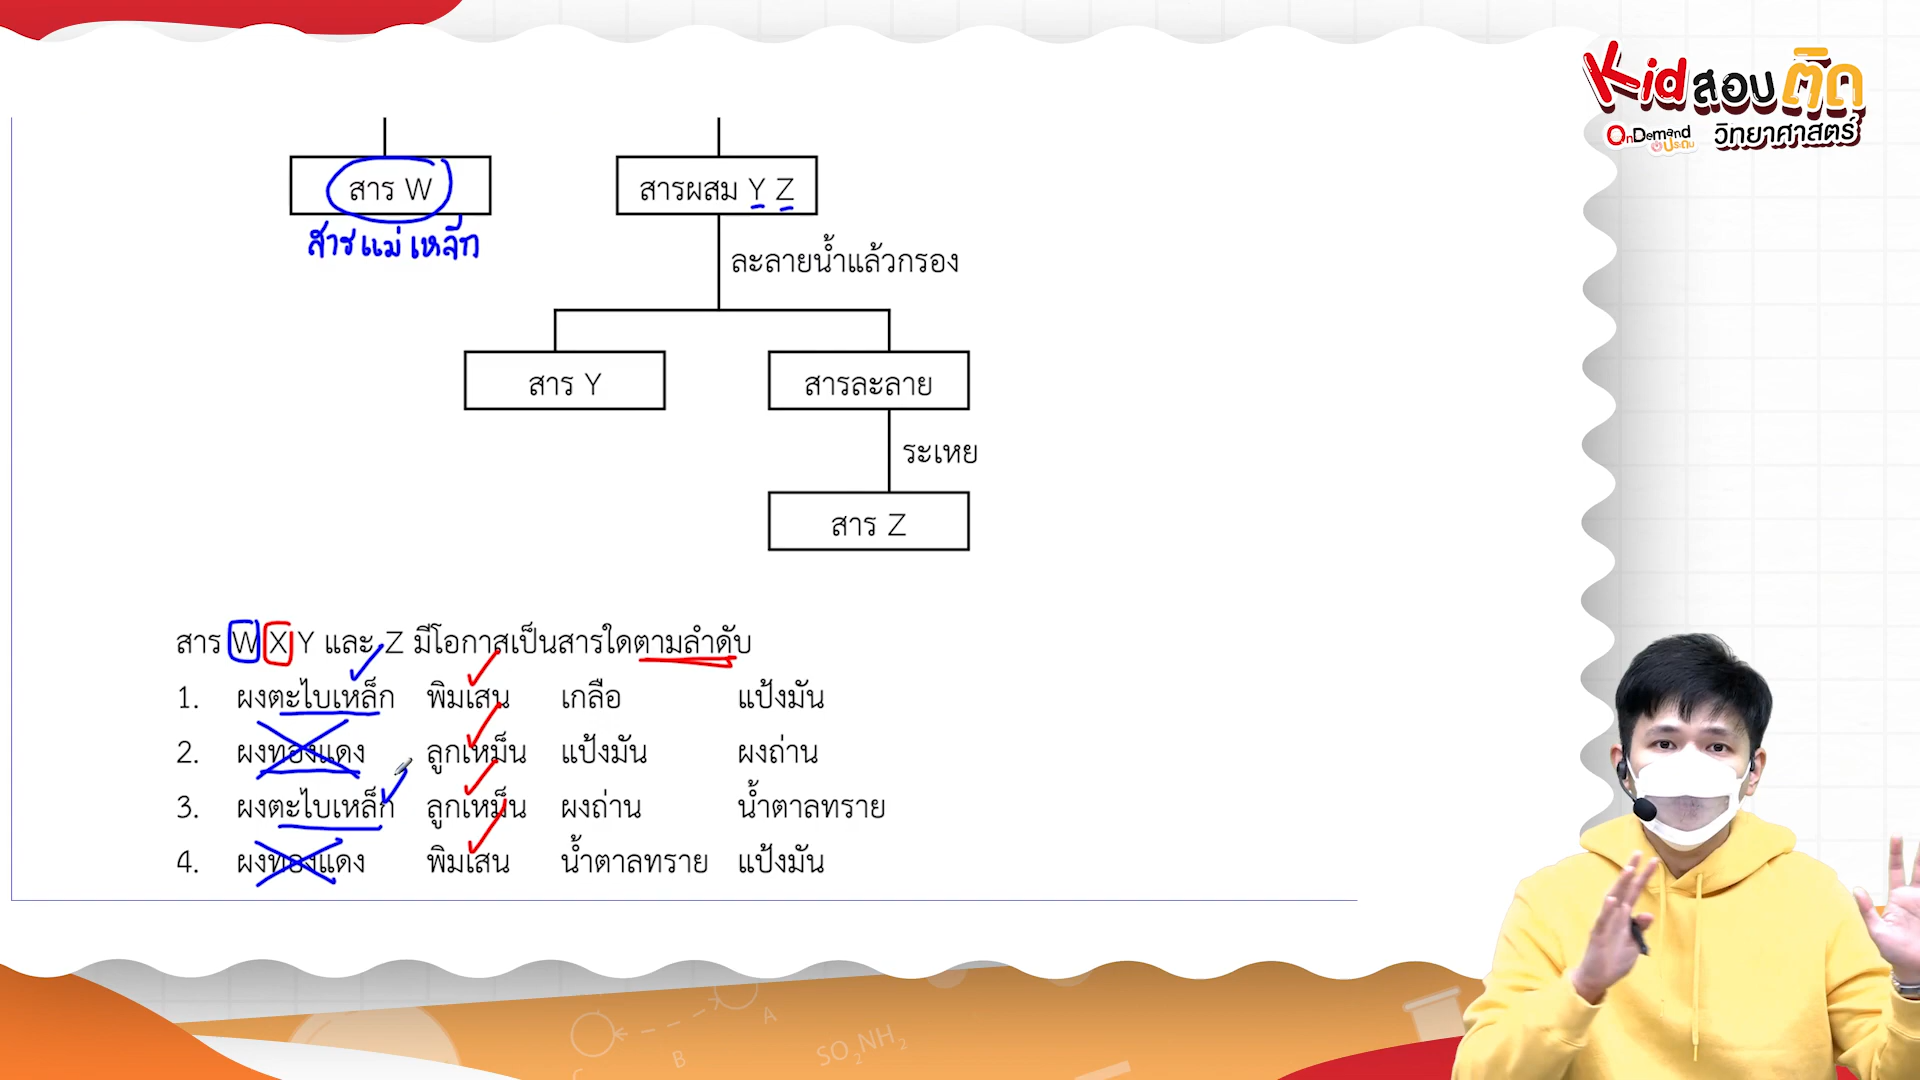 Kid สอบติด
OnDemand ประถม วิทยาศาสตร์
สาร W
สารผสม Y Z
สารแม่เหล็ก
ละลายน้ำแล้วกรอง
สาร Y
สารละลาย
ระเหย
สาร Z
สาร W X Y และ Z มีโอกาสเป็นสารใดตามลำดับ
1. ผงตะไบเหล็ก พิมเสน เกลือ แป้งมัน
2. ผงทองแดง ลูกเหม็น แป้งมัน ผงถ่าน
3. ผงตะไบเหล็ก ลูกเหม็น ผงถ่าน น้ำตาลทราย
4. ผงทองแดง พิมเสน น้ำตาลทราย แป้งมัน
A
B
C
SO₂NH₂